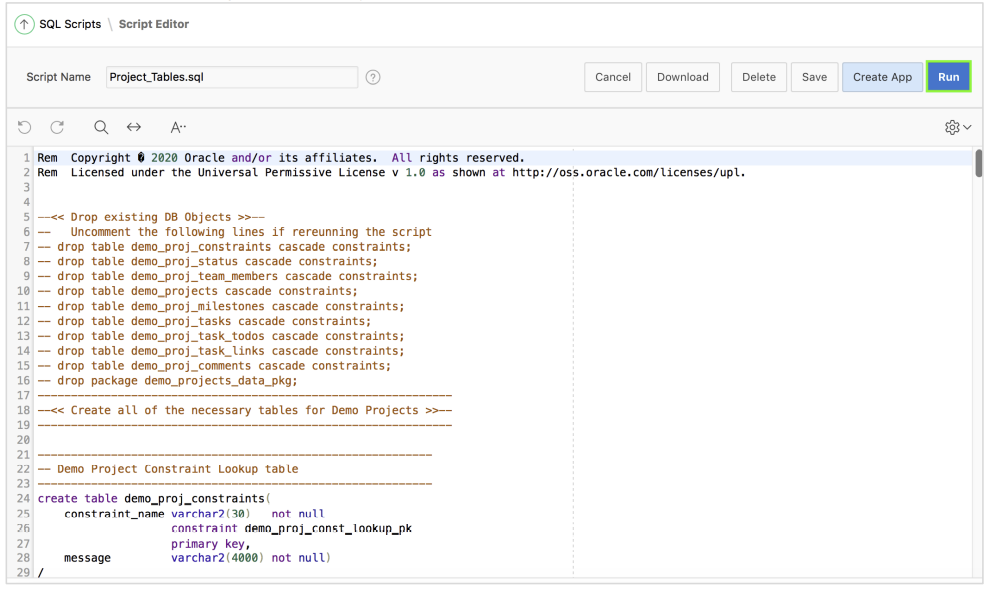 SQL Scripts \ Script Editor
Script Name Project_Tables.sql ? Cancel Download Delete Save Create App Run
A··
1 Rem  Copyright � 2020 Oracle and/or its affiliates.  All rights reserved.
2 Rem  Licensed under the Universal Permissive License v 1.0 as shown at http://oss.oracle.com/licenses/upl.
3
4
5 --<< Drop existing DB Objects >>--
6 --   Uncomment the following lines if rereunning the script
7 -- drop table demo_proj_constraints cascade constraints;
8 -- drop table demo_proj_status cascade constraints;
9 -- drop table demo_proj_team_members cascade constraints;
10 -- drop table demo_projects cascade constraints;
11 -- drop table demo_proj_milestones cascade constraints;
12 -- drop table demo_proj_tasks cascade constraints;
13 -- drop table demo_proj_task_todos cascade constraints;
14 -- drop table demo_proj_task_links cascade constraints;
15 -- drop table demo_proj_comments cascade constraints;
16 -- drop package demo_projects_data_pkg;
17 --------------------------------------------------------------
18 --<< Create all of the necessary tables for Demo Projects >>--
19 --------------------------------------------------------------
20
21 -----------------------------------------------------------
22 -- Demo Project Constraint Lookup table
23 -----------------------------------------------------------
24 create table demo_proj_constraints(
25     constraint_name varchar2(30)   not null
26                     constraint demo_proj_const_lookup_pk
27                     primary key,
28     message         varchar2(4000) not null)
29 /